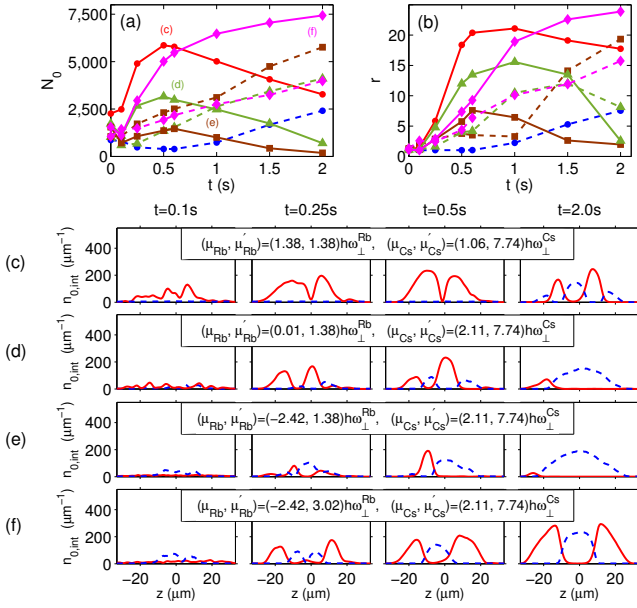 (a) (c) (f) (d) (e)
7,500
5,000
2,500
0
N₀
0 0.5 1 1.5 2
t (s)
(b)
20
15
10
5
0
r
0 0.5 1 1.5 2
t (s)
t=0.1s t=0.25s t=0.5s t=2.0s
(c) n₀,int (μm⁻¹) 400 200 0
(μRb, μ′Rb)=(1.38, 1.38)hω⊥Rb, (μCs, μ′Cs)=(1.06, 7.74)hω⊥Cs
(d) n₀,int (μm⁻¹) 400 200 0
(μRb, μ′Rb)=(0.01, 1.38)hω⊥Rb (μCs, μ′Cs)=(2.11, 7.74)hω⊥Cs
(e) n₀,int (μm⁻¹) 400 200 0
(μRb, μ′Rb)=(−2.42, 1.38)hω⊥Rb (μCs, μ′Cs)=(2.11, 7.74)hω⊥Cs
(f) n₀,int (μm⁻¹) 400 200 0
(μRb, μ′Rb)=(−2.42, 3.02)hω⊥Rb (μCs, μ′Cs)=(2.11, 7.74)hω⊥Cs
−20 0 20 −20 0 20 −20 0 20 −20 0 20
z (μm) z (μm) z (μm) z (μm)